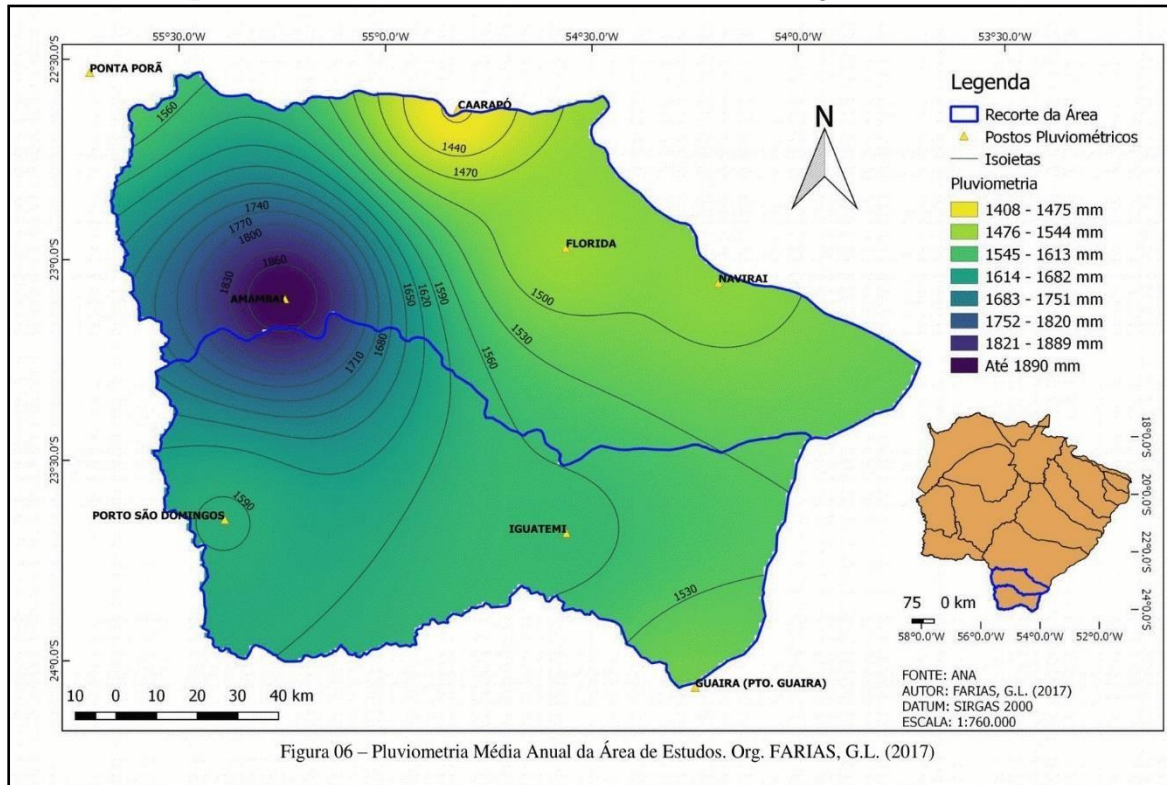 55°30.0'S 55°0.0'S 54°30.0'S 54°0.0'S 53°30.0'S
22°30.0'S
23°0.0'S
23°30.0'S
24°0.0'S
PONTA PORÃ
CAARAPÓ
FLORIDA
NAVIRAI
AMAMBAI
PORTO SÃO DOMINGOS
IGUATEMI
GUAIRA (PTO. GUAIRA)
1560
1440
1470
1740
1770
1800
1860
1830
1650
1620
1590
1500
1530
1560
1680
1710
1590
1530
N
Legenda
Recorte da Área
Postos Pluviométricos
Isoietas
Pluviometria
1408 - 1475 mm
1476 - 1544 mm
1545 - 1613 mm
1614 - 1682 mm
1683 - 1751 mm
1752 - 1820 mm
1821 - 1889 mm
Até 1890 mm
18°0.0'S
20°0.0'S
22°0.0'S
24°0.0'S
75 0 km
58°0.0'S 56°0.0'S 54°0.0'S 52°0.0'S
10 0 10 20 30 40 km
FONTE: ANA
AUTOR: FARIAS, G.L. (2017)
DATUM: SIRGAS 2000
ESCALA: 1:760.000
Figura 06 – Pluviometria Média Anual da Área de Estudos. Org. FARIAS, G.L. (2017)